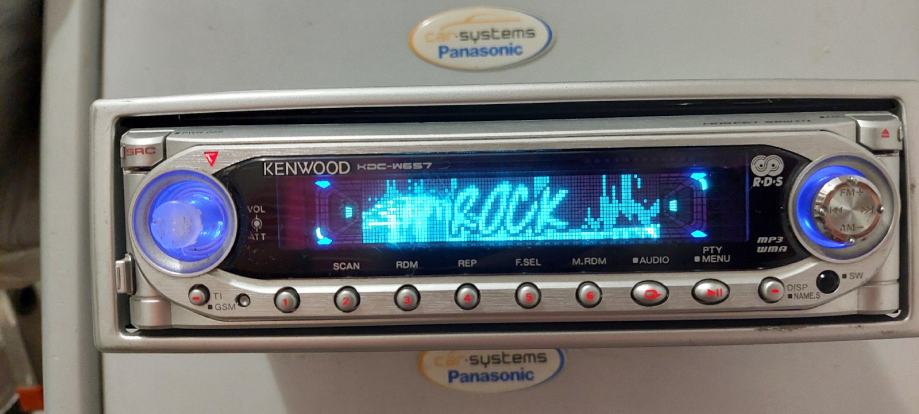 car·systems
Panasonic
SRC
KENWOOD KDC-W657
R·D·S
VOL
ATT
ROCK
FM+
AM-
MP3
WMA
SCAN
RDM
REP
F.SEL
M.RDM
■AUDIO
PTY
■MENU
TI
■GSM
1
2
3
4
5
6
DISP
■NAME.S
■SW
car·systems
Panasonic